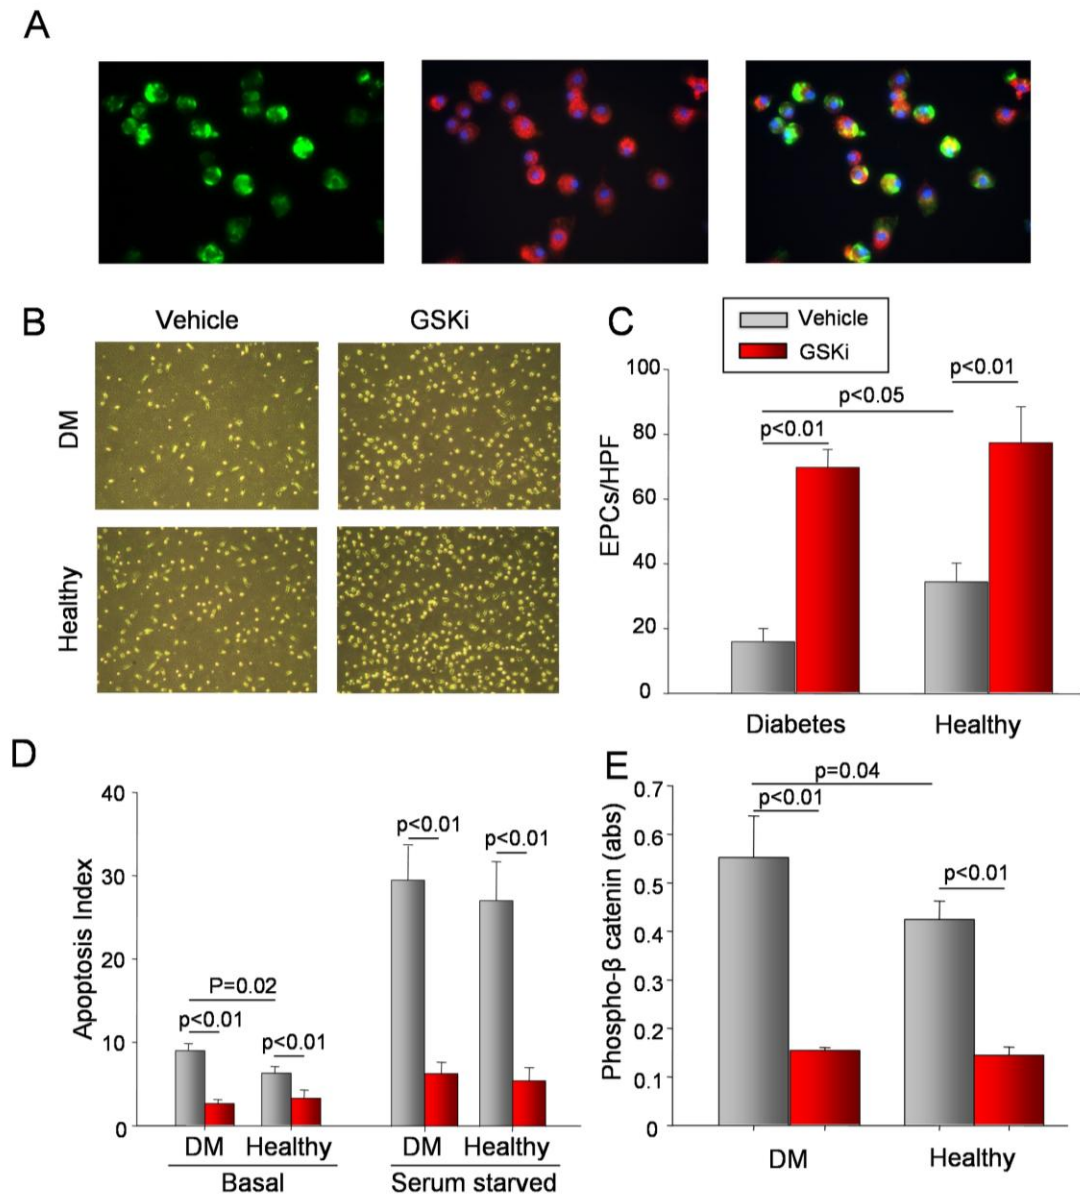 A
B
Vehicle
GSKi
DM
Healthy
C
Vehicle
GSKi
EPCs/HPF
100
80
60
40
20
0
p<0.01
p<0.05
p<0.01
Diabetes
Healthy
D
Apoptosis Index
40
30
20
10
0
p<0.01
p<0.01
P=0.02
p<0.01
p<0.01
DM
Healthy
DM
Healthy
Basal
Serum starved
E
Phospho-β catenin (abs)
0.7
0.6
0.5
0.4
0.3
0.2
0.1
0
p=0.04
p<0.01
p<0.01
DM
Healthy